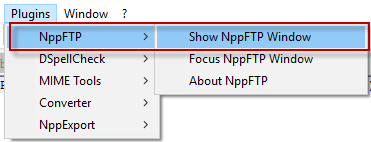 Plugins Window ?
NppFTP > Show NppFTP Window
DSpellCheck > Focus NppFTP Window
MIME Tools > About NppFTP
Converter >
NppExport >